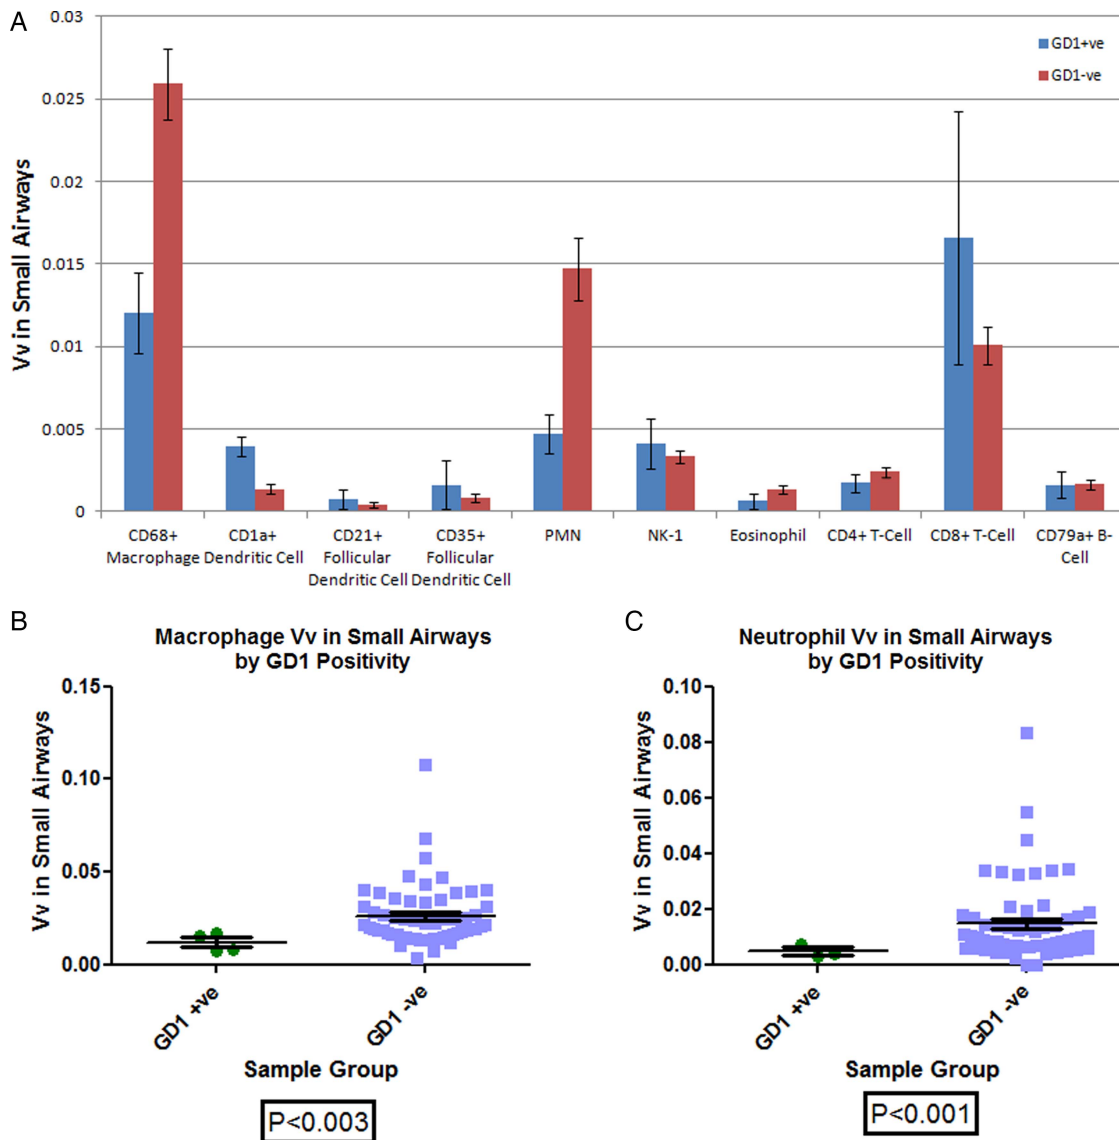 A
0.03
0.025
0.02
0.015
0.01
0.005
0
Vv in Small Airways
GD1+ve
GD1-ve
CD68+
Macrophage
CD1a+
Dendritic Cell
CD21+
Follicular
Dendritic Cell
CD35+
Follicular
Dendritic Cell
PMN
NK-1
Eosinophil
CD4+ T-Cell
CD8+ T-Cell
CD79a+ B-
Cell
B
Macrophage Vv in Small Airways
by GD1 Positivity
0.15
0.10
0.05
0.00
Vv in Small Airways
GD1 +ve
GD1 -ve
Sample Group
P<0.003
C
Neutrophil Vv in Small Airways
by GD1 Positivity
0.10
0.08
0.06
0.04
0.02
0.00
Vv in Small Airways
GD1 +ve
GD1 -ve
Sample Group
P<0.001